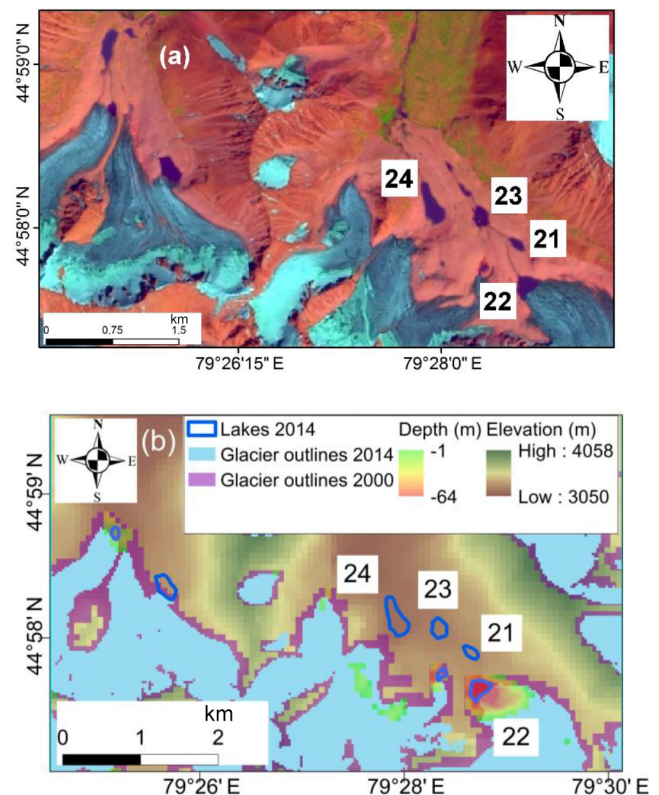 N
W E
S
(a)
44°59'0" N
44°58'0" N
24
23
21
22
km
0 0.75 1.5
79°26'15" E 79°28'0" E
N
W E
S
(b)
Lakes 2014
Glacier outlines 2014
Glacier outlines 2000
Depth (m)
-1
-64
Elevation (m)
High : 4058
Low : 3050
44°59' N
44°58' N
24
23
21
22
km
0 1 2
79°26' E 79°28' E 79°30' E